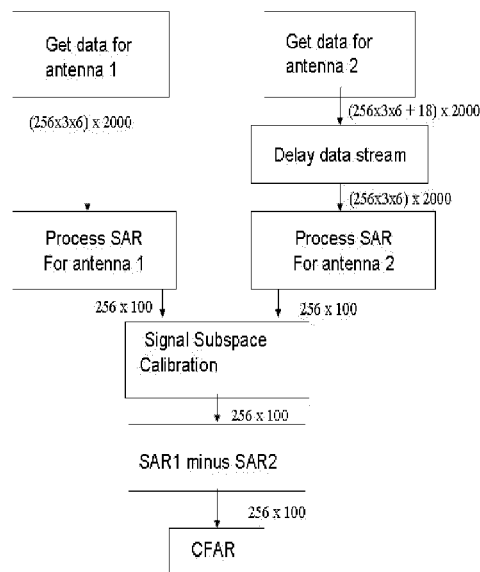 Get data for
antenna 1
Get data for
antenna 2
(256x3x6) x 2000
(256x3x6 + 18) x 2000
Delay data stream
(256x3x6) x 2000
Process SAR
For antenna 1
Process SAR
For antenna 2
256 x 100
256 x 100
Signal Subspace
Calibration
256 x 100
SAR1 minus SAR2
256 x 100
CFAR